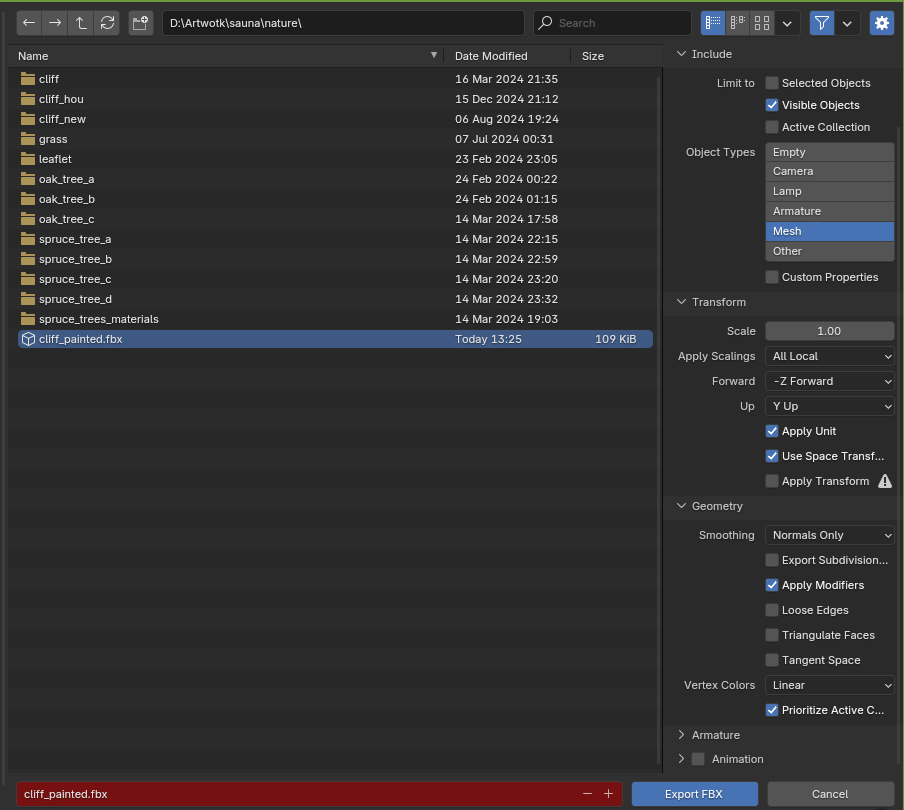 D:\Artwotk\sauna\nature\
Search
Name Date Modified Size
cliff 16 Mar 2024 21:35
cliff_hou 15 Dec 2024 21:12
cliff_new 06 Aug 2024 19:24
grass 07 Jul 2024 00:31
leaflet 23 Feb 2024 23:05
oak_tree_a 24 Feb 2024 00:22
oak_tree_b 24 Feb 2024 01:15
oak_tree_c 14 Mar 2024 17:58
spruce_tree_a 14 Mar 2024 22:15
spruce_tree_b 14 Mar 2024 22:59
spruce_tree_c 14 Mar 2024 23:20
spruce_tree_d 14 Mar 2024 23:32
spruce_trees_materials 14 Mar 2024 19:03
cliff_painted.fbx Today 13:25 109 KiB
Include
Limit to Selected Objects
Visible Objects
Active Collection
Object Types Empty
Camera
Lamp
Armature
Mesh
Other
Custom Properties
Transform
Scale 1.00
Apply Scalings All Local
Forward -Z Forward
Up Y Up
Apply Unit
Use Space Transf...
Apply Transform
Geometry
Smoothing Normals Only
Export Subdivision...
Apply Modifiers
Loose Edges
Triangulate Faces
Tangent Space
Vertex Colors Linear
Prioritize Active C...
Armature
Animation
cliff_painted.fbx
Export FBX
Cancel